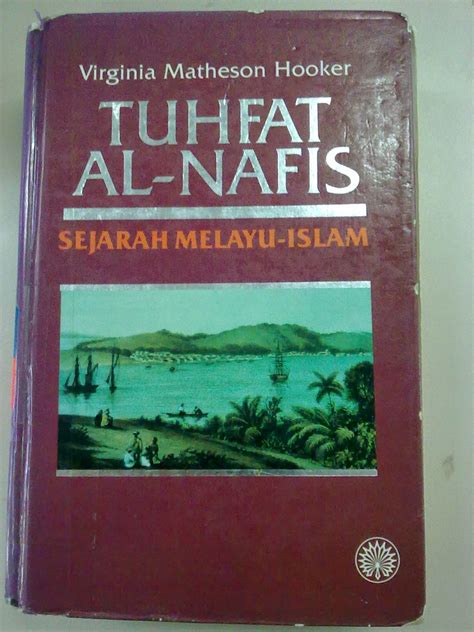 Virginia Matheson Hooker
TUHFAT
AL-NAFIS
SEJARAH MELAYU-ISLAM